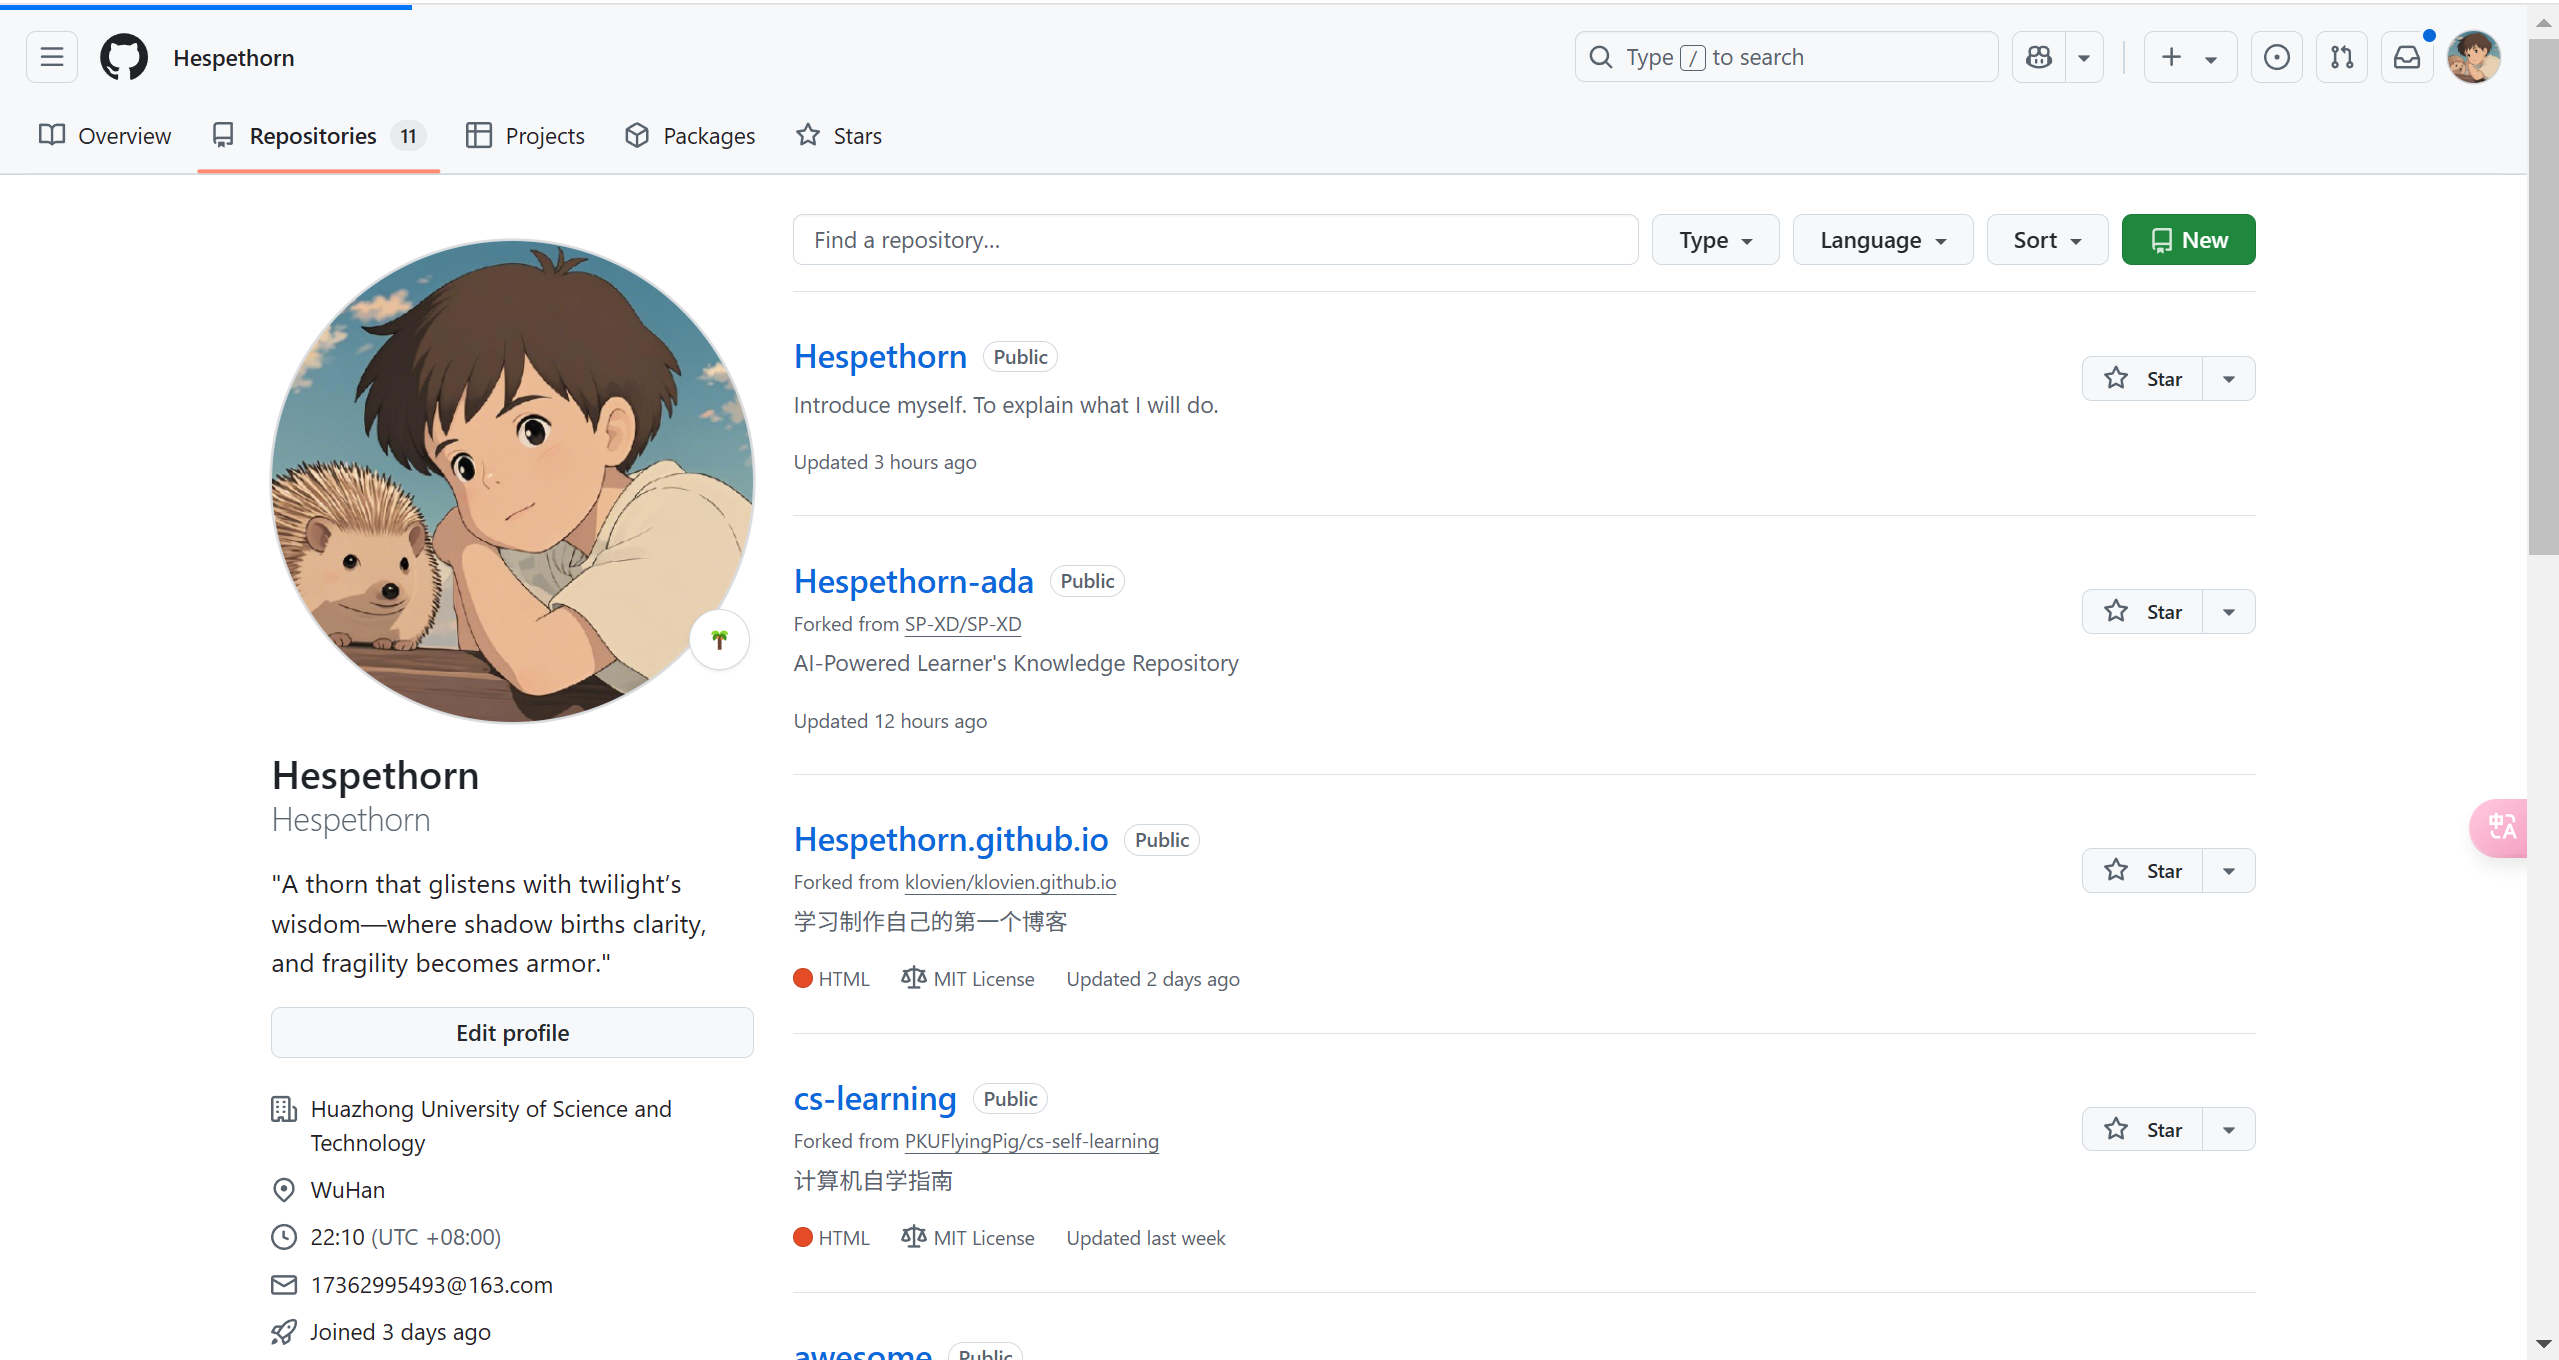 Hespethorn
Type / to search
Overview
Repositories 11
Projects
Packages
Stars
Find a repository...
Type
Language
Sort
New
Hespethorn
Hespethorn
"A thorn that glistens with twilight’s
wisdom—where shadow births clarity,
and fragility becomes armor."
Edit profile
Huazhong University of Science and
Technology
WuHan
22:10 (UTC +08:00)
17362995493@163.com
Joined 3 days ago
Hespethorn Public
Introduce myself. To explain what I will do.
Updated 3 hours ago
Star
Hespethorn-ada Public
Forked from SP-XD/SP-XD
AI-Powered Learner's Knowledge Repository
Updated 12 hours ago
Star
Hespethorn.github.io Public
Forked from klovien/klovien.github.io
学习制作自己的第一个博客
HTML MIT License Updated 2 days ago
Star
cs-learning Public
Forked from PKUFlyingPig/cs-self-learning
计算机自学指南
HTML MIT License Updated last week
Star
awesome Public
中A